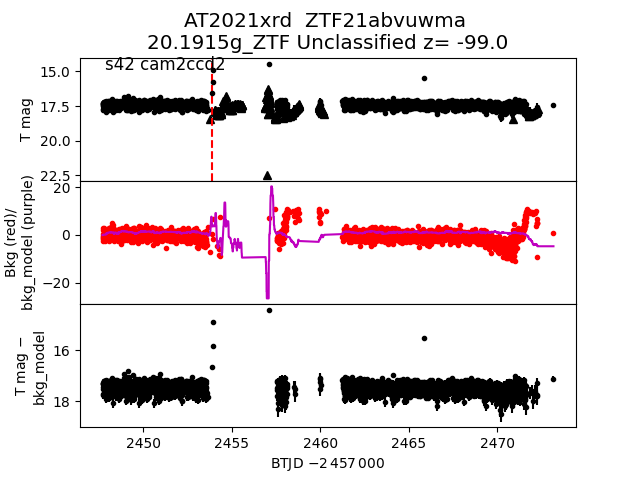 AT2021xrd ZTF21abvuwma
20.1915g_ZTF Unclassified z= -99.0
s42 cam2ccd2
15.0
17.5
20.0
22.5
T mag
20
0
−20
Bkg (red)/
bkg_model (purple)
16
18
T mag −
bkg_model
2450 2455 2460 2465 2470
BTJD −2 457 000